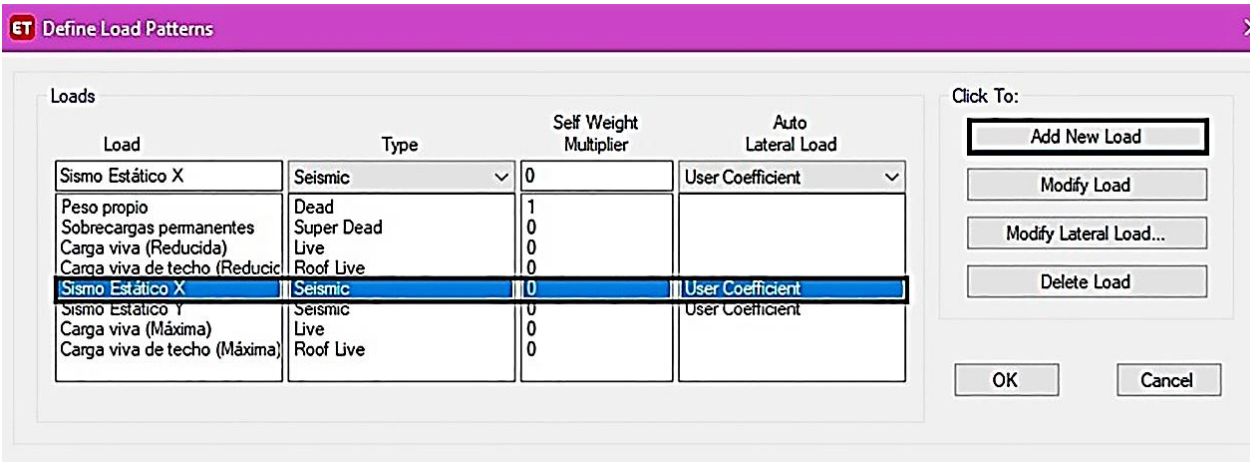 ET Define Load Patterns
Loads
Click To:
Load Type Self Weight Multiplier Auto Lateral Load
Sismo Estático X Seismic 0 User Coefficient
Peso propio Dead 1
Sobrecargas permanentes Super Dead 0
Carga viva (Reducida) Live 0
Carga viva de techo (Reducic Roof Live 0
Sismo Estático X Seismic 0 User Coefficient
Sismo Estático Y Seismic 0 User Coefficient
Carga viva (Máxima) Live 0
Carga viva de techo (Máxima) Roof Live 0
Add New Load
Modify Load
Modify Lateral Load...
Delete Load
OK Cancel